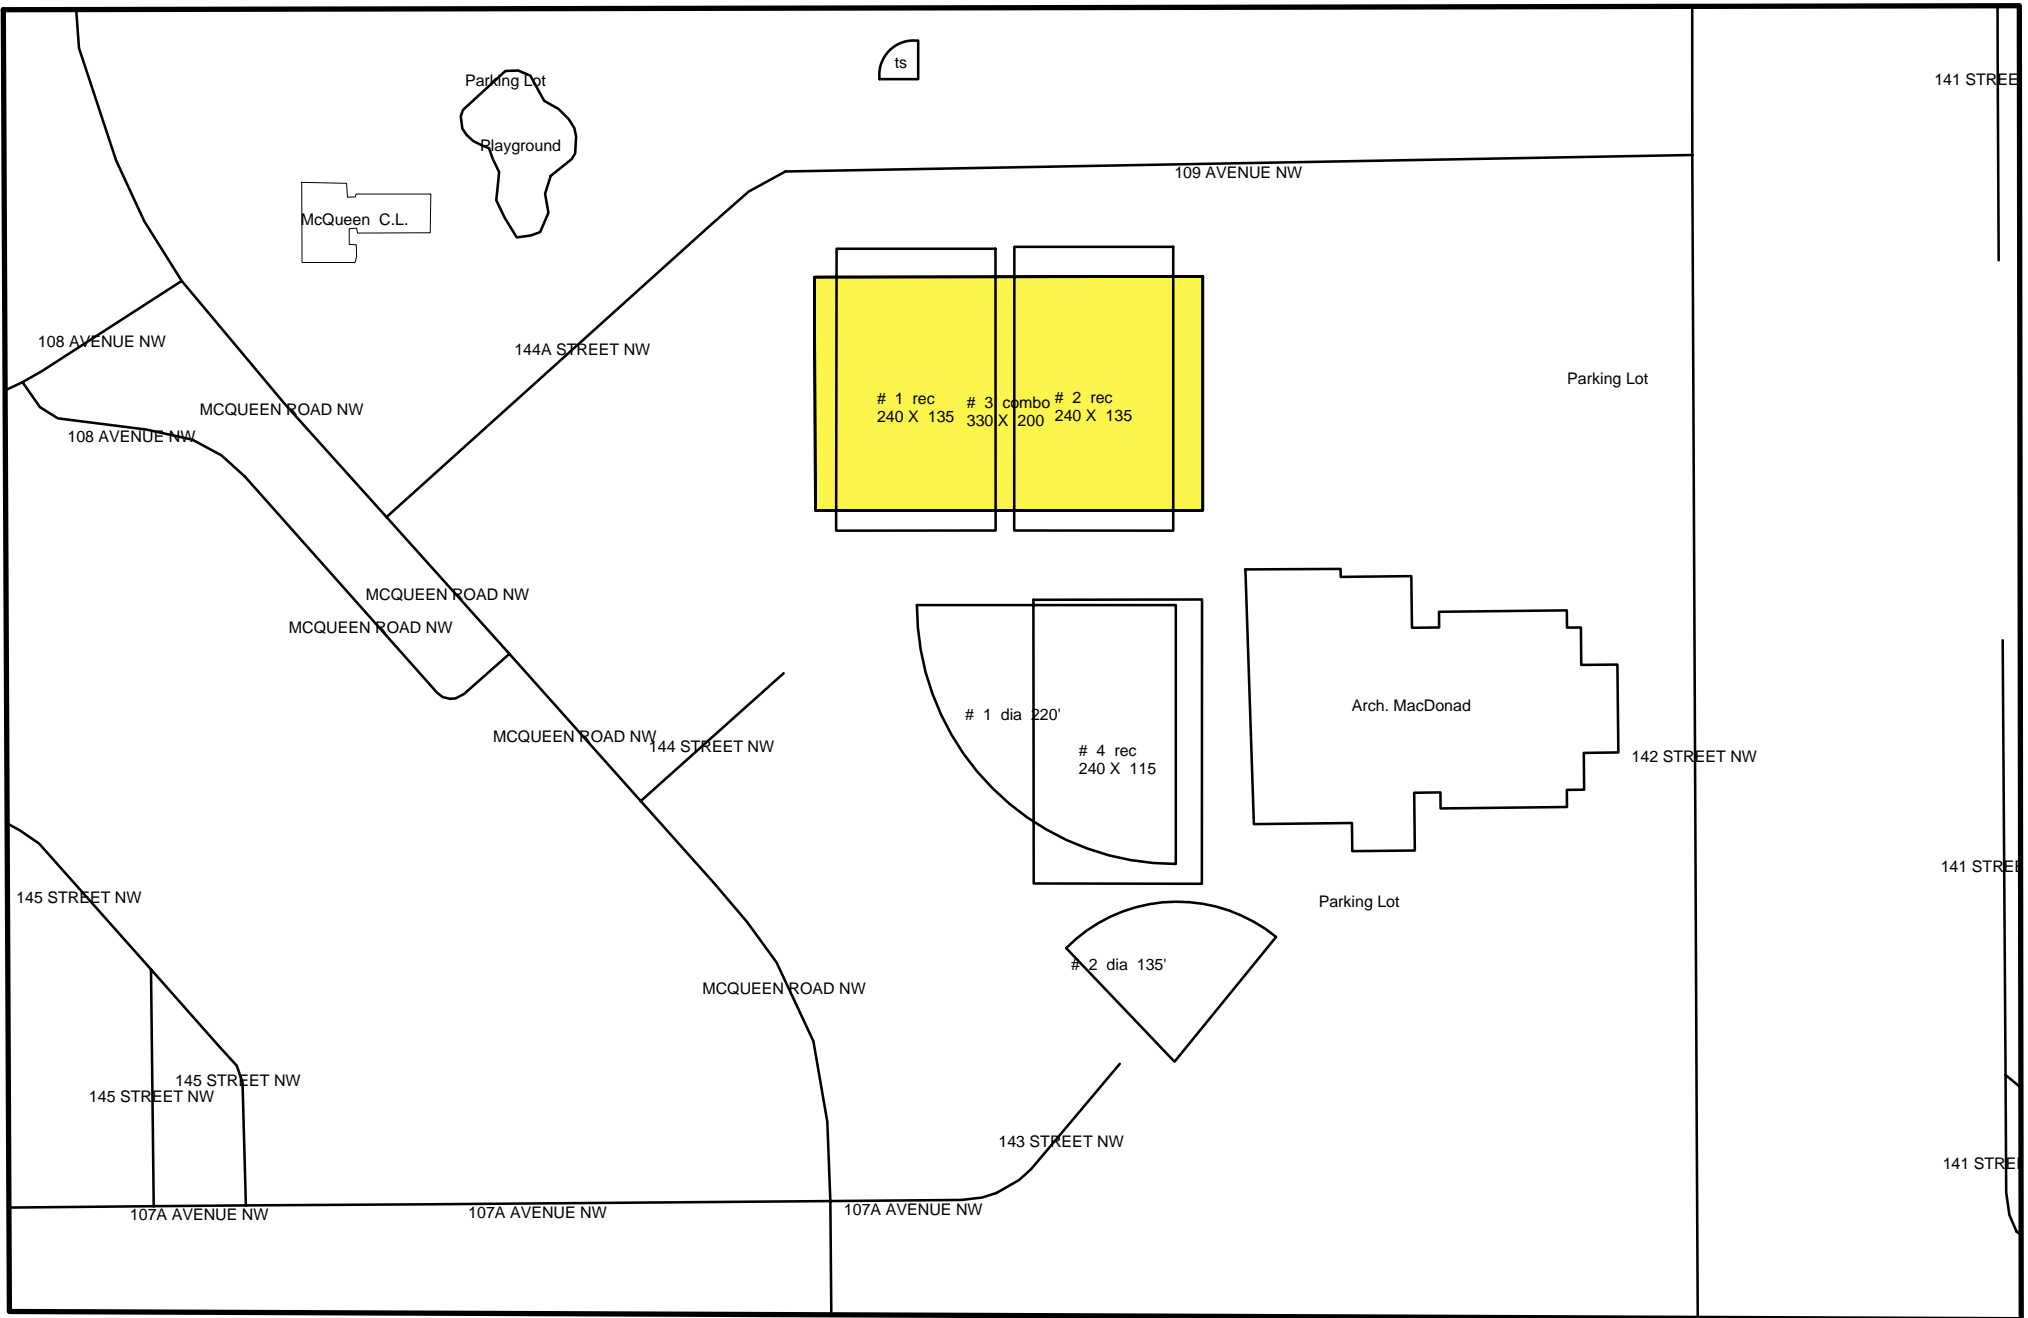 ts
Parking Lot
141 STREE
Playground
109 AVENUE NW
McQueen  C.L.
108 AVENUE NW
144A STREET NW
Parking Lot
MCQUEEN ROAD NW
# 1 rec
240 X 135
# 3 combo
330 X 200
# 2 rec
240 X 135
108 AVENUE NW
MCQUEEN ROAD NW
MCQUEEN ROAD NW
Arch. MacDonad
# 1 dia 220'
MCQUEEN ROAD NW
144 STREET NW
# 4 rec
240 X 115
142 STREET NW
141 STREE
145 STREET NW
Parking Lot
# 2 dia 135'
MCQUEEN ROAD NW
145 STREET NW
145 STREET NW
143 STREET NW
141 STREE
107A AVENUE NW
107A AVENUE NW
107A AVENUE NW